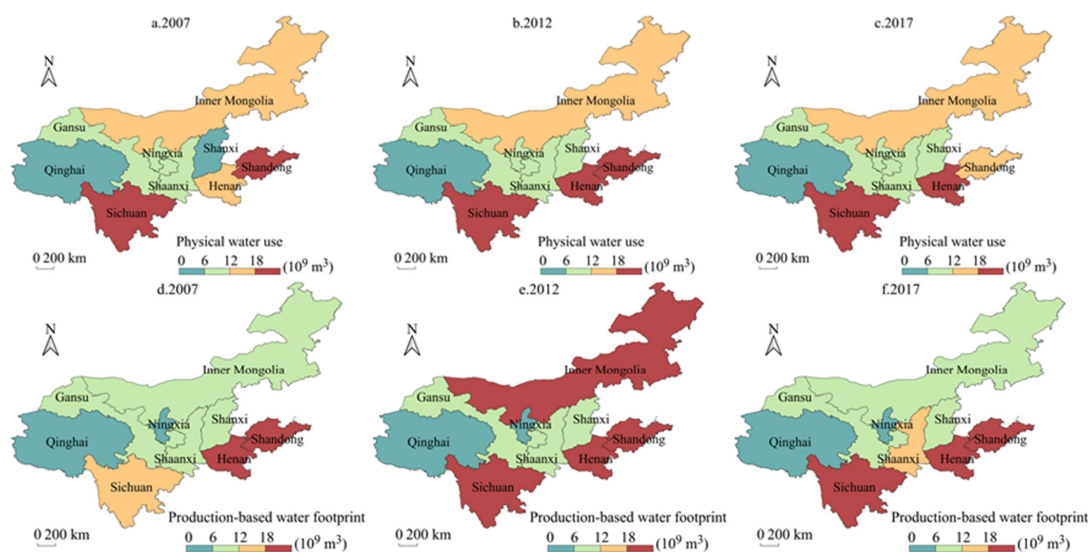 a.2007
N
Inner Mongolia
Gansu
Ningxia
Shanxi
Qinghai
Shandong
Shaanxi
Henan
Sichuan
Physical water use
0 200 km
0 6 12 18 (10⁹ m³)
b.2012
N
Inner Mongolia
Gansu
Ningxia
Shanxi
Qinghai
Shandong
Shaanxi
Henan
Sichuan
Physical water use
0 200 km
0 6 12 18 (10⁹ m³)
c.2017
N
Inner Mongolia
Gansu
Ningxia
Shanxi
Qinghai
Shandong
Shaanxi
Henan
Sichuan
Physical water use
0 200 km
0 6 12 18 (10⁹ m³)
d.2007
N
Inner Mongolia
Gansu
Ningxia
Shanxi
Qinghai
Shandong
Shaanxi
Henan
Sichuan
Production-based water footprint
0 200 km
0 6 12 18 (10⁹ m³)
e.2012
N
Inner Mongolia
Gansu
Ningxia
Shanxi
Qinghai
Shandong
Shaanxi
Henan
Sichuan
Production-based water footprint
0 200 km
0 6 12 18 (10⁹ m³)
f.2017
N
Inner Mongolia
Gansu
Ningxia
Shanxi
Qinghai
Shandong
Shaanxi
Henan
Sichuan
Production-based water footprint
0 200 km
0 6 12 18 (10⁹ m³)